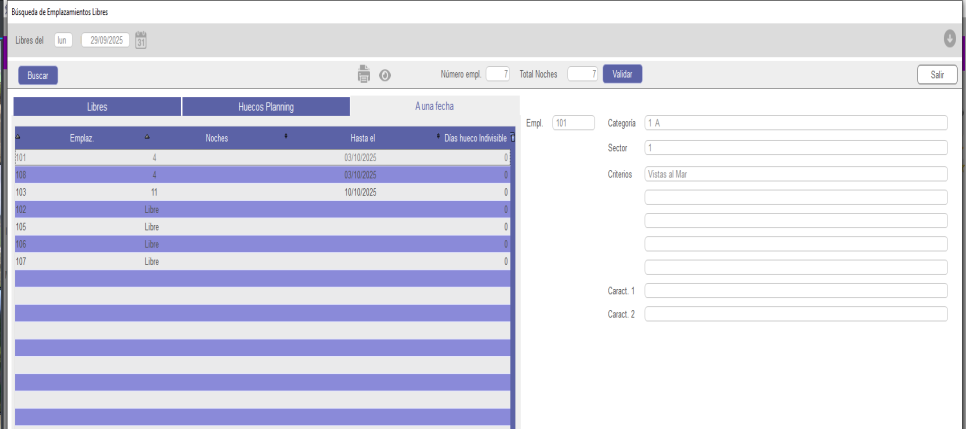 Búsqueda de Emplazamientos Libres
Libres del lun 29/09/2025 31
Buscar Número empl. 7 Total Noches 7 Validar Salir
Libres Huecos Planning A una fecha
Emplaz. Noches Hasta el Días hueco Indivisible
101 4 03/10/2025 0
108 4 03/10/2025 0
103 11 10/10/2025 0
102 Libre 0
105 Libre 0
106 Libre 0
107 Libre 0
Empl. 101 Categoría 1 A
Sector 1
Criterios Vistas al Mar
Caract. 1
Caract. 2